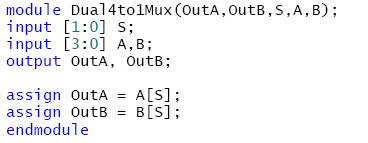 module Dual4to1Mux(OutA,OutB,S,A,B);
input [1:0] S;
input [3:0] A,B;
output OutA, OutB;
assign OutA = A[S];
assign OutB = B[S];
endmodule